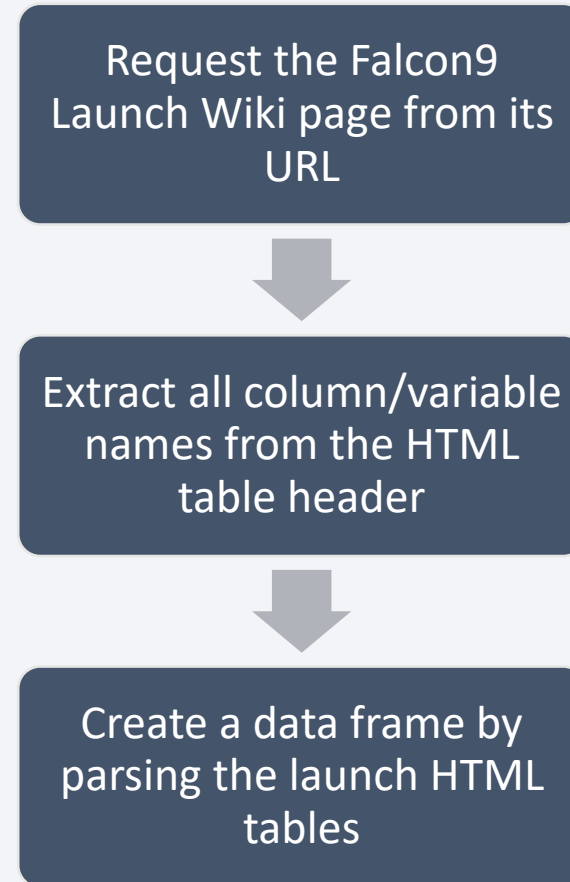 Request the Falcon9
Launch Wiki page from its
URL
Extract all column/variable
names from the HTML
table header
Create a data frame by
parsing the launch HTML
tables